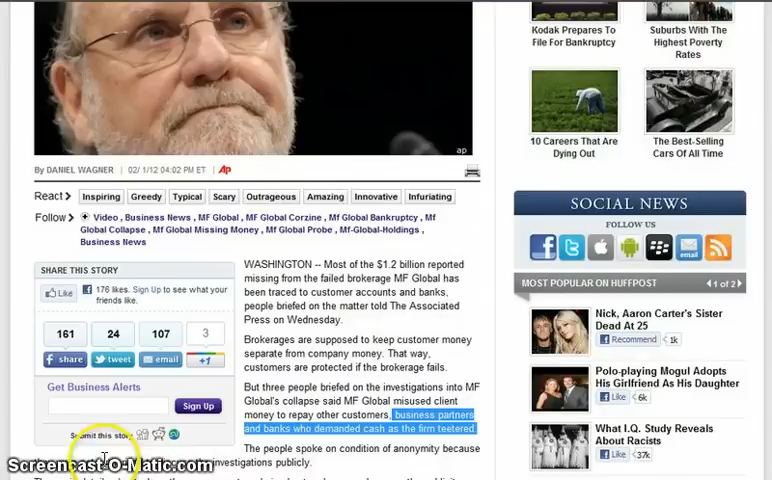 ap
By DANIEL WAGNER 02/ 1/12 04:02 PM ET AP
React Inspiring Greedy Typical Scary Outrageous Amazing Innovative Infuriating
Follow Video , Business News , MF Global , MF Global Corzine , Mf Global Bankruptcy , Mf
Global Collapse , Mf Global Missing Money , Mf Global Probe , Mf-Global-Holdings ,
Business News
SHARE THIS STORY
Like 176 likes. Sign Up to see what your
friends like.
161 24 107 3
share tweet email +1
Get Business Alerts
Sign Up
Submit this story
WASHINGTON -- Most of the $1.2 billion reported
missing from the failed brokerage MF Global has
been traced to customer accounts and banks,
people briefed on the matter told The Associated
Press on Wednesday.
Brokerages are supposed to keep customer money
separate from company money. That way,
customers are protected if the brokerage fails.
But three people briefed on the investigations into MF
Global's collapse said MF Global misused client
money to repay other customers, business partners
and banks who demanded cash as the firm teetered.
The people spoke on condition of anonymity because
the investigations publicly.
Screencast-O-Matic.com
Kodak Prepares To
File For Bankruptcy
Suburbs With The
Highest Poverty
Rates
10 Careers That Are
Dying Out
The Best-Selling
Cars Of All Time
SOCIAL NEWS
FOLLOW US
email
MOST POPULAR ON HUFFPOST 1 of 2
Nick, Aaron Carter's Sister
Dead At 25
Recommend 1k
Polo-playing Mogul Adopts
His Girlfriend As His Daughter
Like 6k
What I.Q. Study Reveals
About Racists
Like 37k